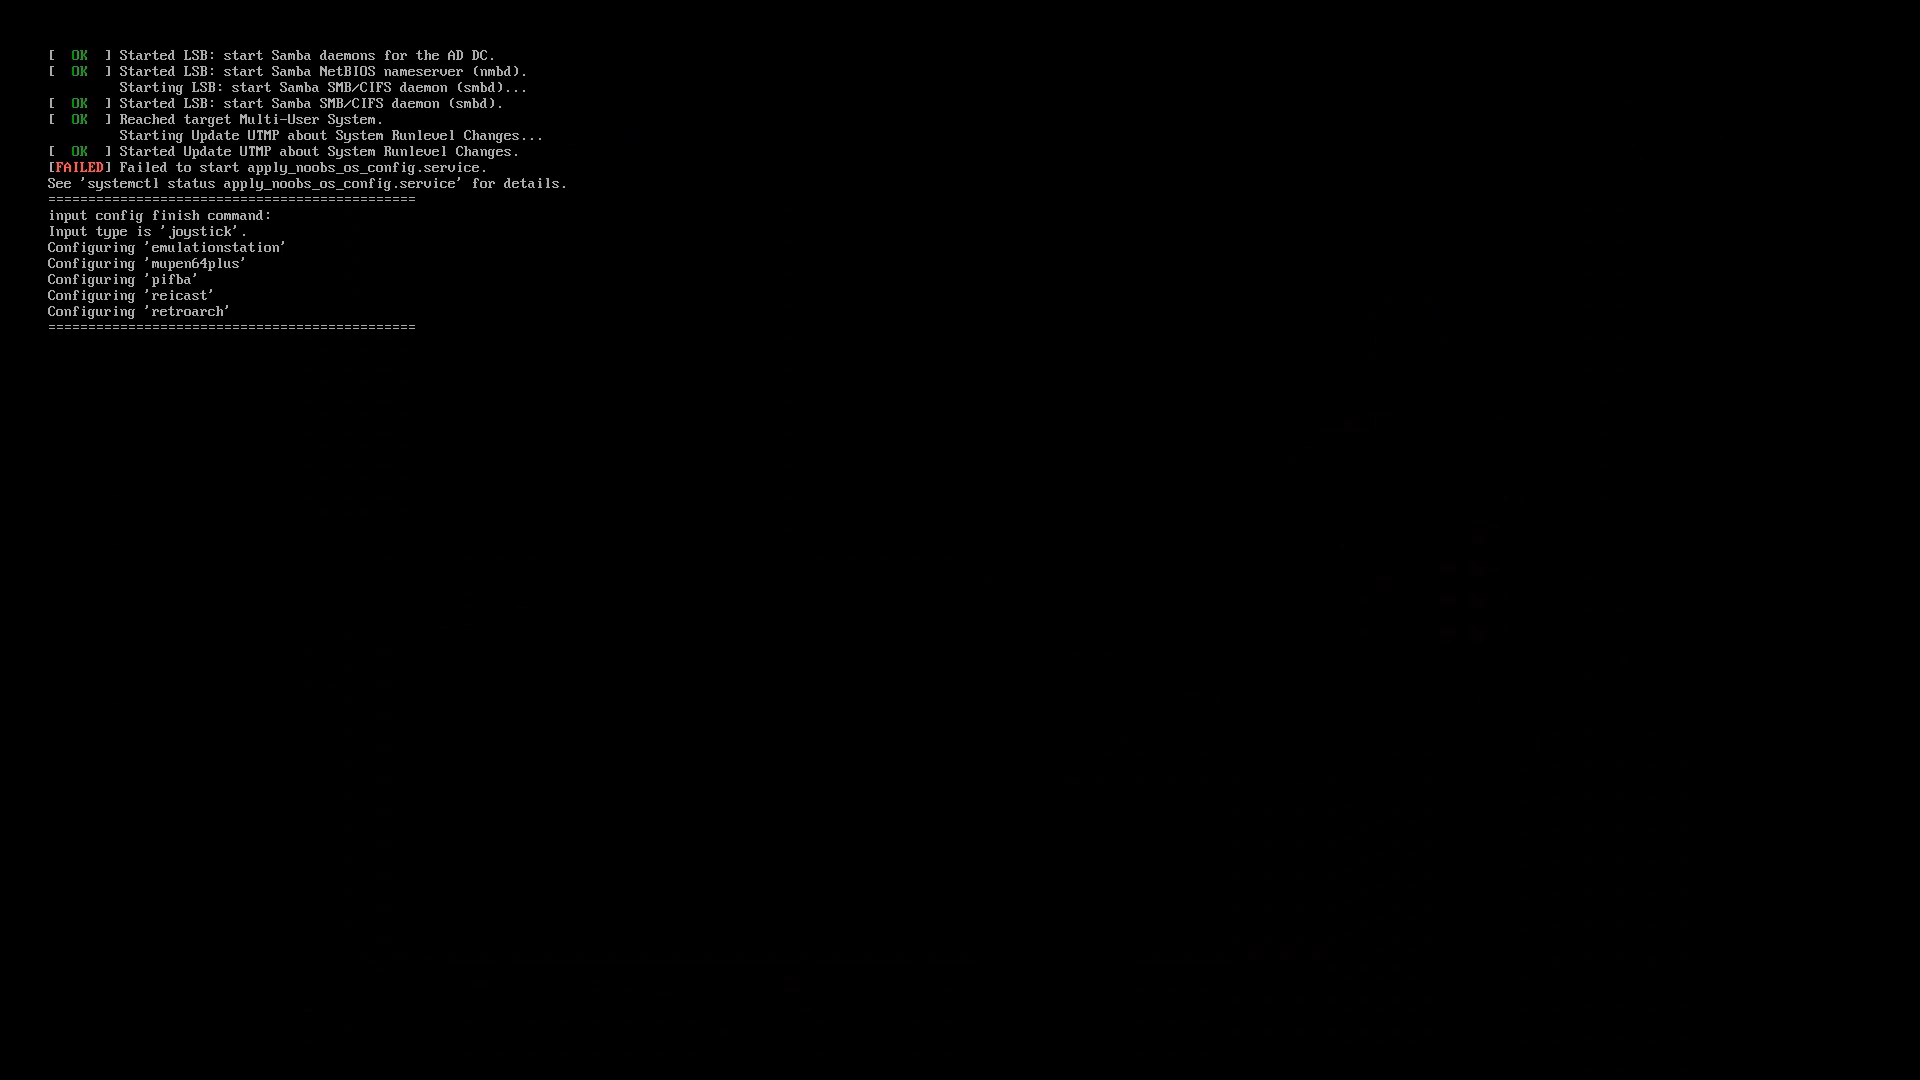 [  OK  ] Started LSB: start Samba daemons for the AD DC.
[  OK  ] Started LSB: start Samba NetBIOS nameserver (nmbd).
         Starting LSB: start Samba SMB/CIFS daemon (smbd)...
[  OK  ] Started LSB: start Samba SMB/CIFS daemon (smbd).
[  OK  ] Reached target Multi-User System.
         Starting Update UTMP about System Runlevel Changes...
[  OK  ] Started Update UTMP about System Runlevel Changes.
[FAILED] Failed to start apply_noobs_os_config.service.
See 'systemctl status apply_noobs_os_config.service' for details.
==============================================
input config finish command:
Input type is 'joystick'.
Configuring 'emulationstation'
Configuring 'mupen64plus'
Configuring 'pifba'
Configuring 'reicast'
Configuring 'retroarch'
==============================================